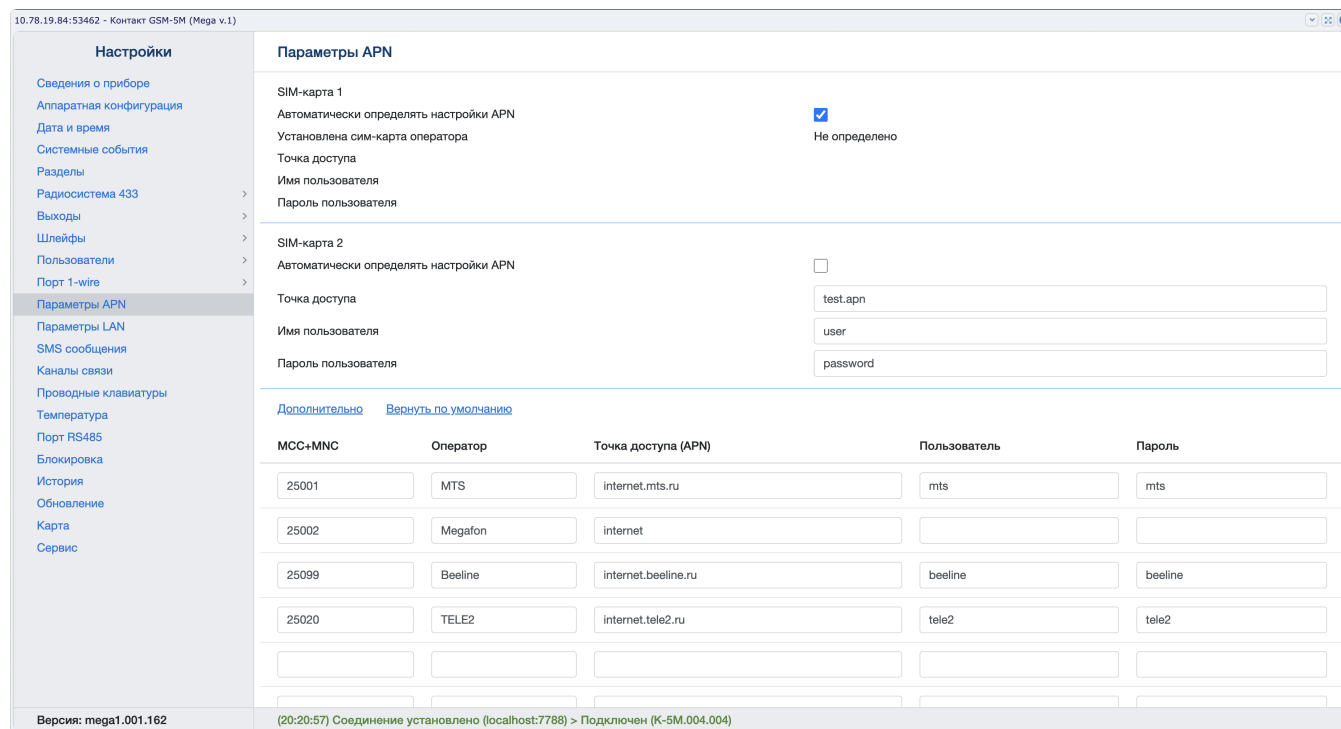 10.78.19.84:53462 - Контакт GSM-5M (Mega v.1)
Настройки
Сведения о приборе
Аппаратная конфигурация
Дата и время
Системные события
Разделы
Радиосистема 433
Выходы
Шлейфы
Пользователи
Порт 1-wire
Параметры APN
Параметры LAN
SMS сообщения
Каналы связи
Проводные клавиатуры
Температура
Порт RS485
Блокировка
История
Обновление
Карта
Сервис
Версия: mega1.001.162
Параметры APN
SIM-карта 1
Автоматически определять настройки APN
Установлена сим-карта оператора Не определено
Точка доступа
Имя пользователя
Пароль пользователя
SIM-карта 2
Автоматически определять настройки APN
Точка доступа test.apn
Имя пользователя user
Пароль пользователя password
Дополнительно Вернуть по умолчанию
MCC+MNC Оператор Точка доступа (APN) Пользователь Пароль
25001 MTS internet.mts.ru mts mts
25002 Megafon internet
25099 Beeline internet.beeline.ru beeline beeline
25020 TELE2 internet.tele2.ru tele2 tele2
(20:20:57) Соединение установлено (localhost:7788) > Подключен (K-5M.004.004)